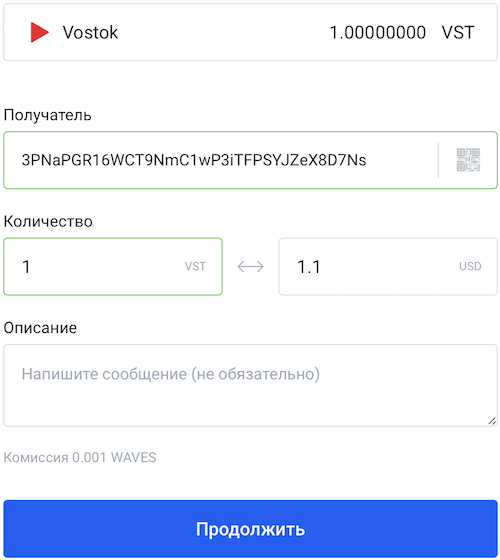 Vostok 1.00000000 VST
Получатель
3PNaPGR16WCT9NmC1wP3iTFPSYJZeX8D7Ns
Количество
1 VST 1.1 USD
Описание
Напишите сообщение (не обязательно)
Комиссия 0.001 WAVES
Продолжить